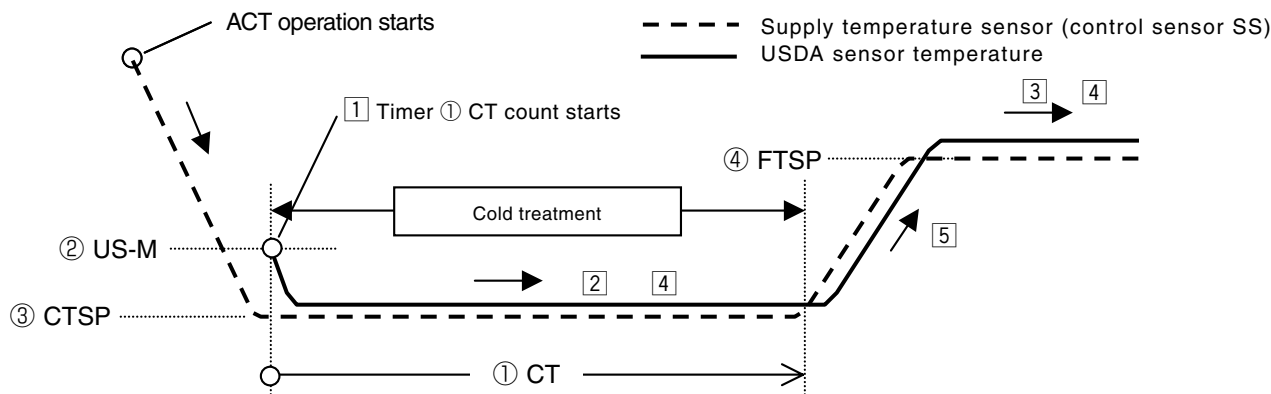 ACT operation starts
Supply temperature sensor (control sensor SS)
USDA sensor temperature
1 Timer ① CT count starts
3 4
④ FTSP
Cold treatment
5
② US-M
2 4
③ CTSP
① CT